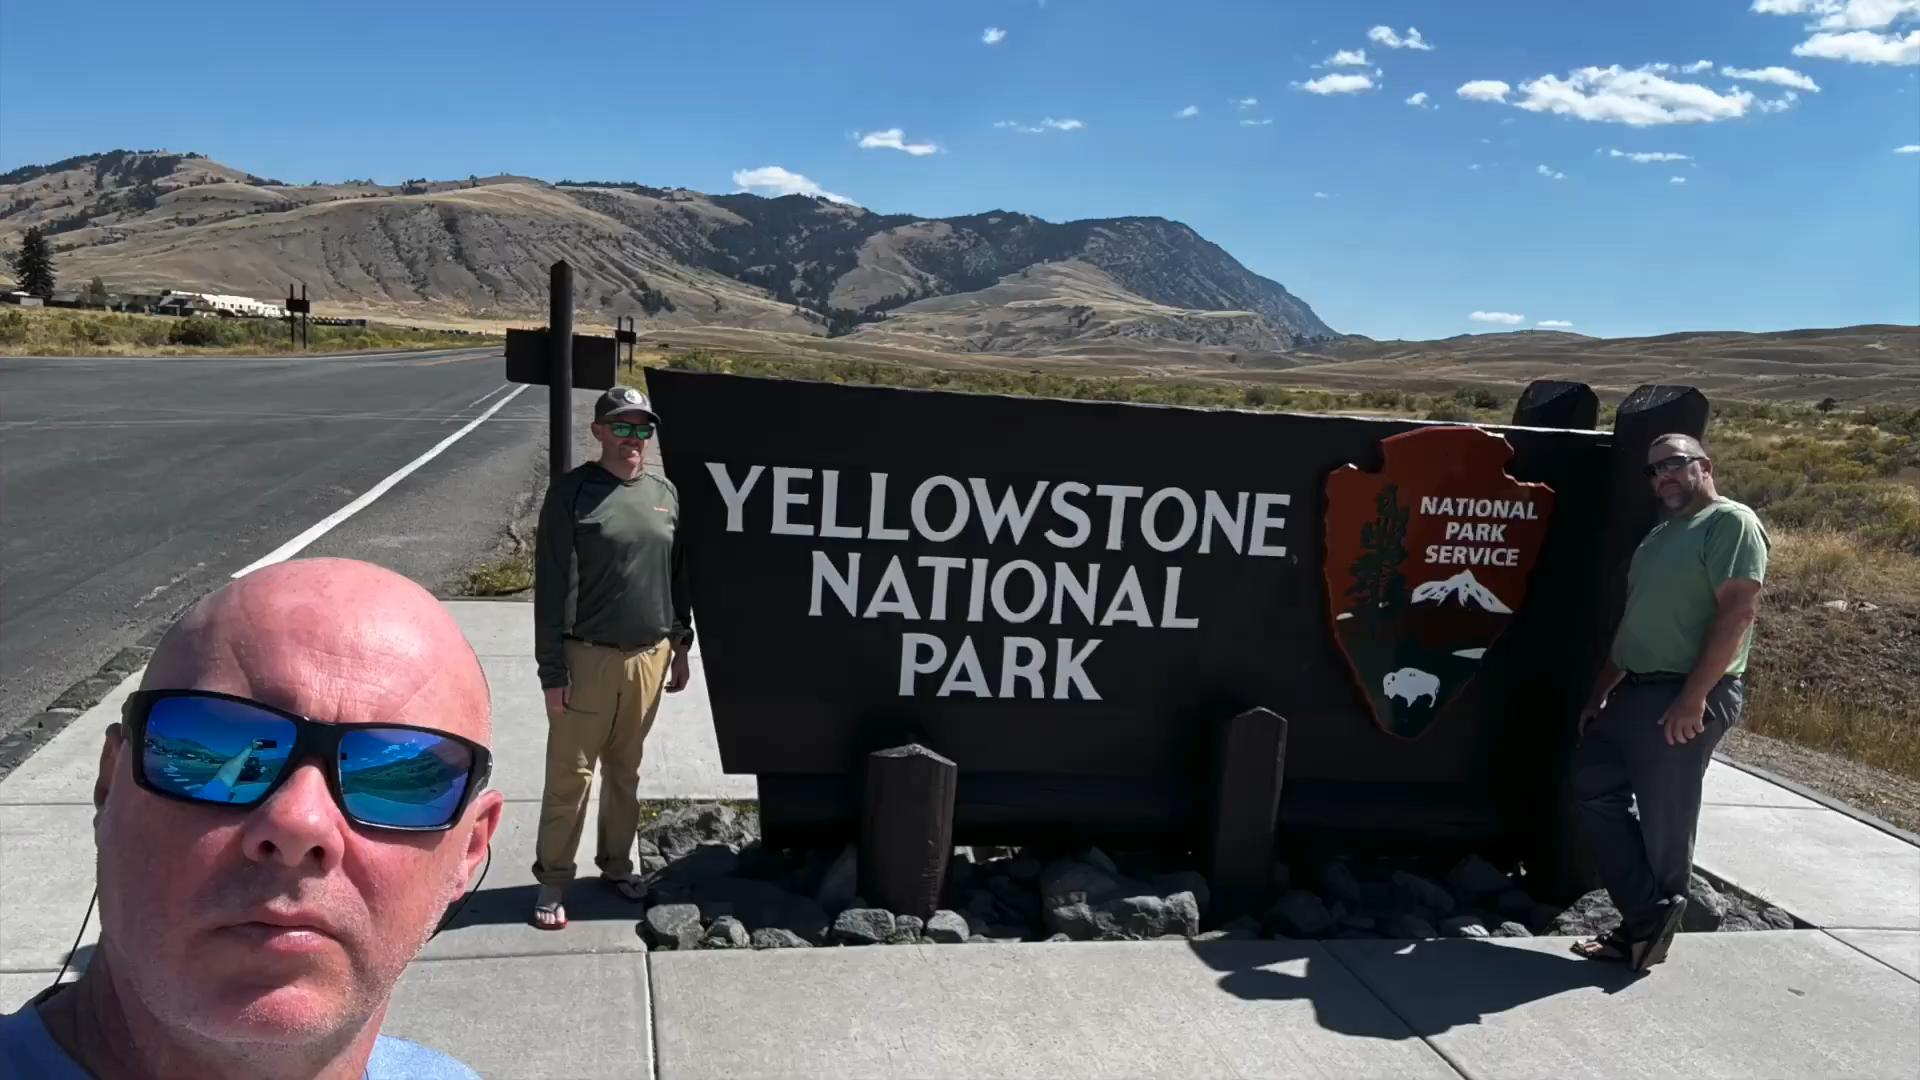 YELLOWSTONE
NATIONAL
PARK
NATIONAL
PARK
SERVICE